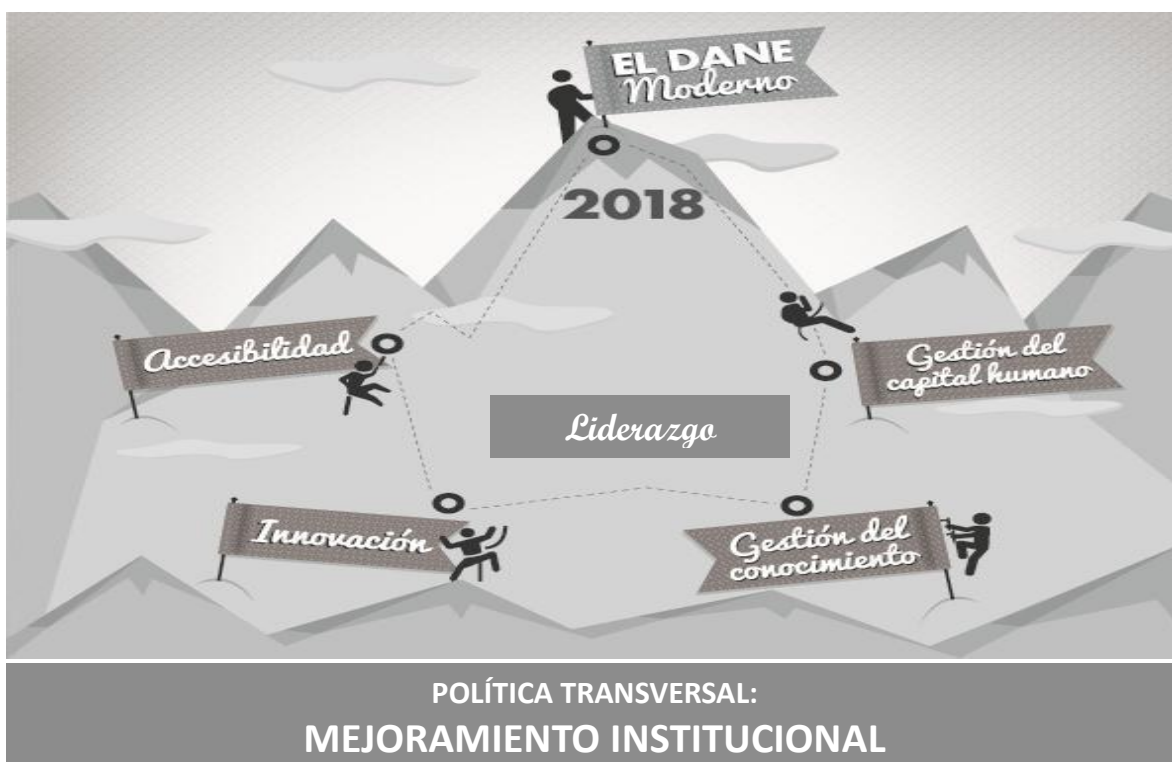 EL DANE
Moderno
2018
Accesibilidad
Gestión del
capital humano
Liderazgo
Innovación
Gestión del
conocimiento
POLÍTICA TRANSVERSAL:
MEJORAMIENTO INSTITUCIONAL